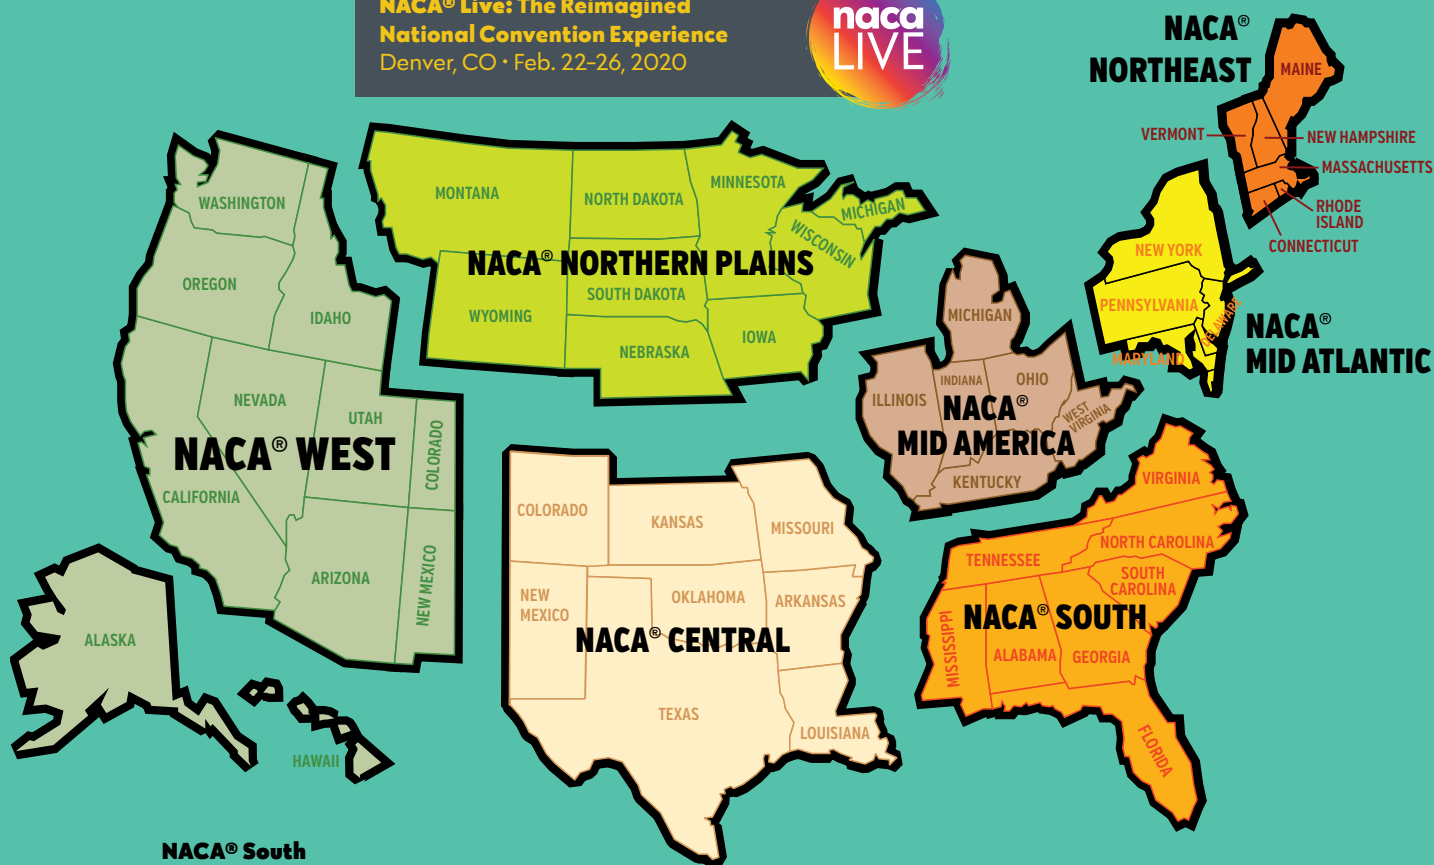 NACA® Live: The Reimagined
National Convention Experience
Denver, CO • Feb. 22–26, 2020
naca
LIVE
NACA®
NORTHEAST
MAINE
VERMONT
NEW HAMPSHIRE
MASSACHUSETTS
RHODE
ISLAND
CONNECTICUT
WASHINGTON
OREGON
IDAHO
NEVADA
UTAH
COLORADO
NACA® WEST
CALIFORNIA
ARIZONA
NEW MEXICO
ALASKA
HAWAII
MONTANA
NORTH DAKOTA
MINNESOTA
MICHIGAN
WISCONSIN
NACA® NORTHERN PLAINS
SOUTH DAKOTA
WYOMING
IOWA
NEBRASKA
NEW YORK
PENNSYLVANIA
DELAWARE
MARYLAND
NACA®
MID ATLANTIC
MICHIGAN
INDIANA
OHIO
ILLINOIS
WEST
VIRGINIA
NACA®
MID AMERICA
KENTUCKY
COLORADO
KANSAS
MISSOURI
NEW
MEXICO
OKLAHOMA
ARKANSAS
NACA® CENTRAL
TEXAS
LOUISIANA
VIRGINIA
NORTH CAROLINA
TENNESSEE
SOUTH
CAROLINA
NACA® SOUTH
MISSISSIPPI
ALABAMA
GEORGIA
FLORIDA
NACA® South